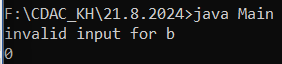 F:\CDAC_KH\21.8.2024>java Main
invalid input for b
0